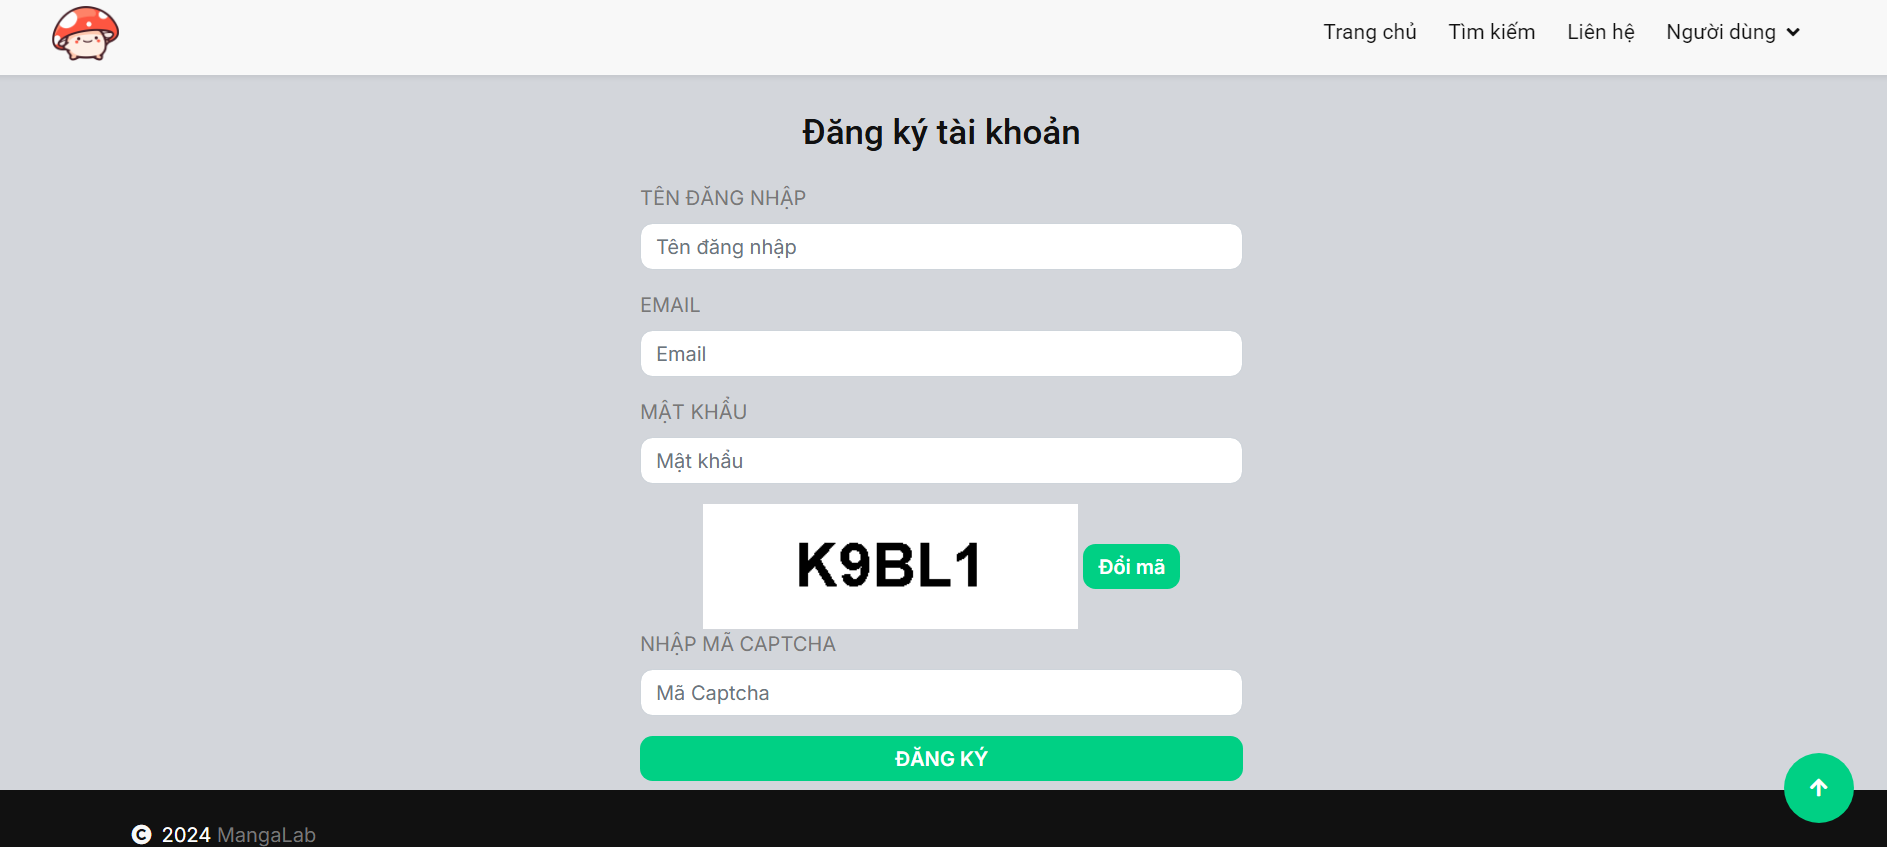 Trang chủ Tìm kiếm Liên hệ Người dùng
Đăng ký tài khoản
TÊN ĐĂNG NHẬP
Tên đăng nhập
EMAIL
Email
MẬT KHẨU
Mật khẩu
K9BL1 Đổi mã
NHẬP MÃ CAPTCHA
Mã Captcha
ĐĂNG KÝ
© 2024 MangaLab